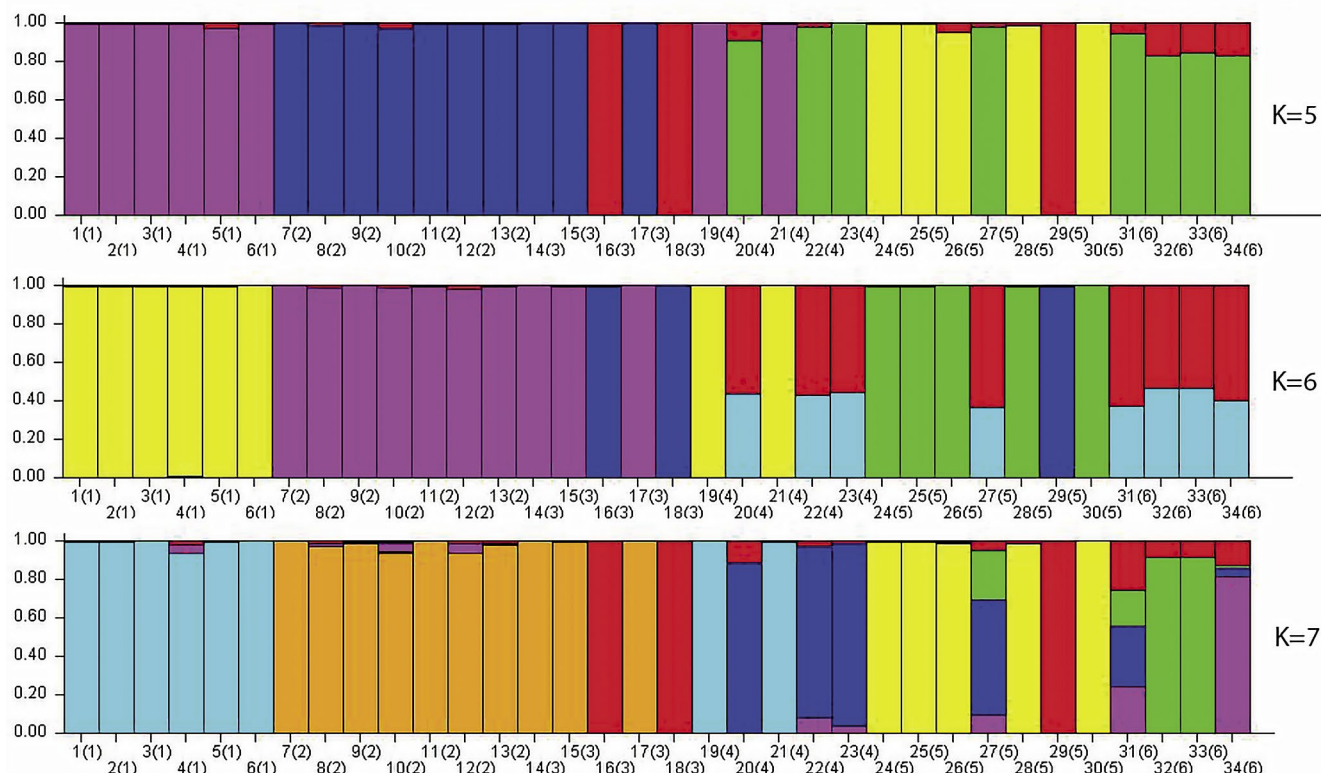 1.00
0.80
0.60
0.40
0.20
0.00
K=5
1(1) 3(1) 5(1) 7(2) 9(2) 11(2) 13(2) 15(3) 17(3) 19(4) 21(4) 23(4) 25(5) 27(5) 29(5) 31(6) 33(6)
2(1) 4(1) 6(1) 8(2) 10(2) 12(2) 14(3) 16(3) 18(3) 20(4) 22(4) 24(5) 26(5) 28(5) 30(5) 32(6) 34(6)
1.00
0.80
0.60
0.40
0.20
0.00
K=6
1(1) 3(1) 5(1) 7(2) 9(2) 11(2) 13(2) 15(3) 17(3) 19(4) 21(4) 23(4) 25(5) 27(5) 29(5) 31(6) 33(6)
2(1) 4(1) 6(1) 8(2) 10(2) 12(2) 14(3) 16(3) 18(3) 20(4) 22(4) 24(5) 26(5) 28(5) 30(5) 32(6) 34(6)
1.00
0.80
0.60
0.40
0.20
0.00
K=7
1(1) 3(1) 5(1) 7(2) 9(2) 11(2) 13(2) 15(3) 17(3) 19(4) 21(4) 23(4) 25(5) 27(5) 29(5) 31(6) 33(6)
2(1) 4(1) 6(1) 8(2) 10(2) 12(2) 14(3) 16(3) 18(3) 20(4) 22(4) 24(5) 26(5) 28(5) 30(5) 32(6) 34(6)